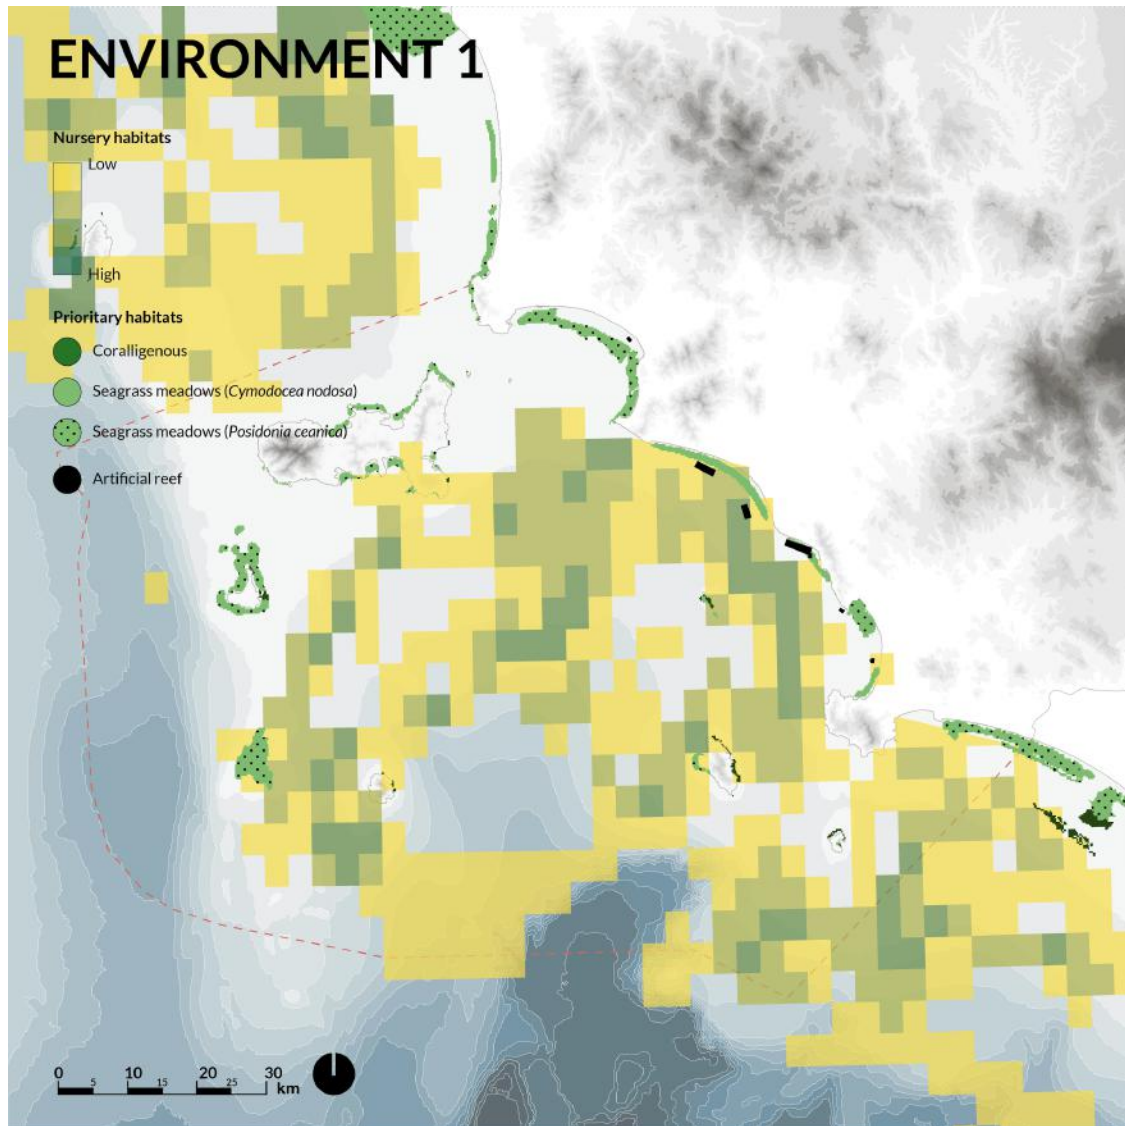 ENVIRONMENT 1
Nursery habitats
Low
High
Prioritary habitats
Coralligenous
Seagrass meadows (Cymodocea nodosa)
Seagrass meadows (Posidonia ceanica)
Artificial reef
0 10 20 30
5 15 25 km